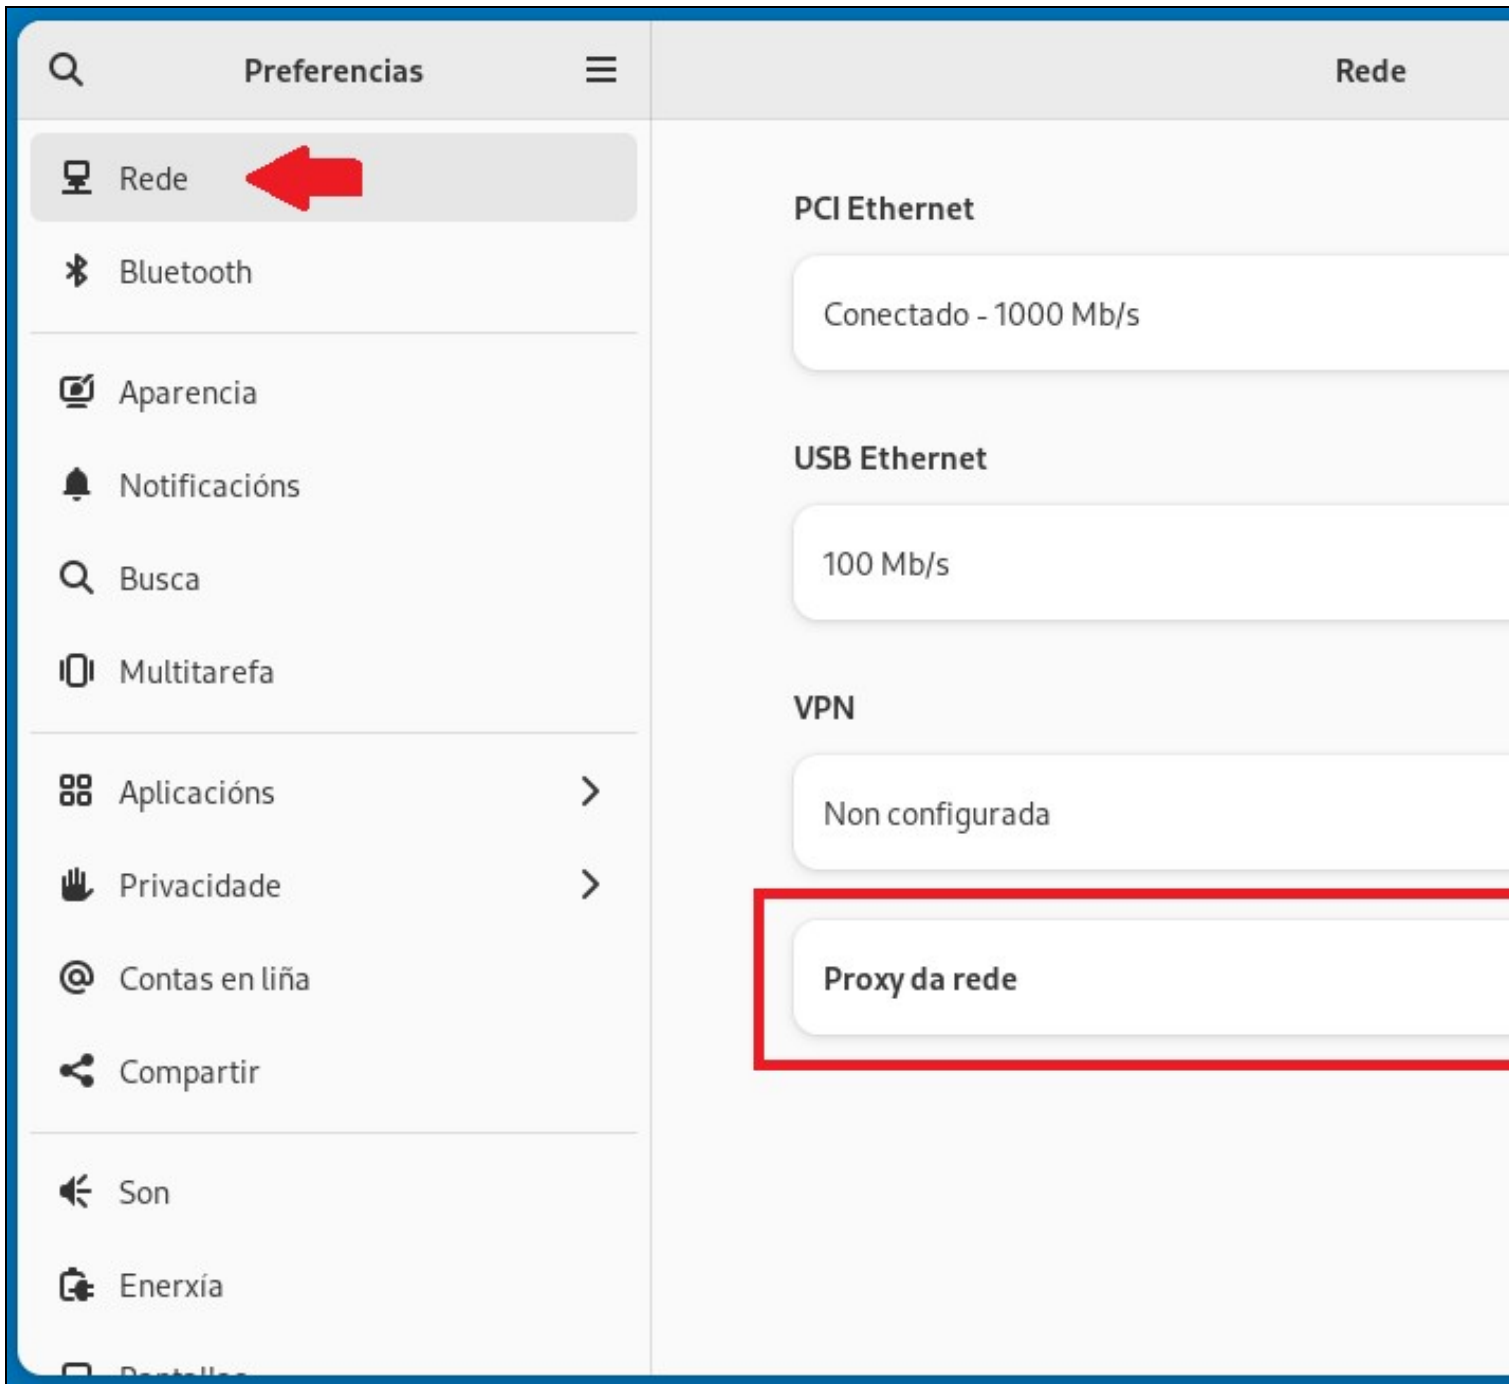 Preferencias
Rede
Bluetooth
Aparencia
Notificacións
Busca
Multitarefa
Aplicacións
Privacidade
Contas en liña
Compartir
Son
Enerxía
Rede
PCI Ethernet
Conectado - 1000 Mb/s
USB Ethernet
100 Mb/s
VPN
Non configurada
Proxy da rede